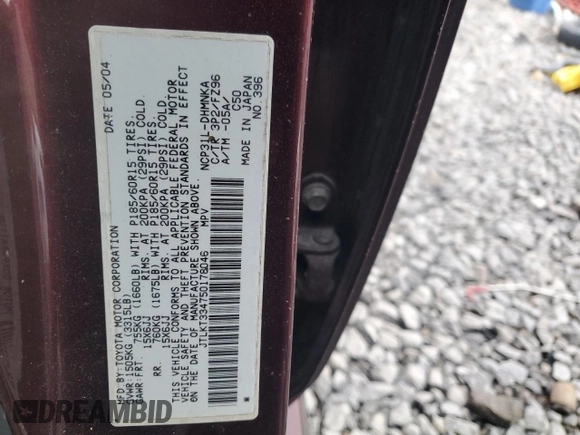 MFD. BY: TOYOTA MOTOR CORPORATION DATE 05/04
GVWR: 1505KG (3315LB)
GAWR: FRT. 755KG (1660LB) WITH P185/60R15 TIRES,
15X6JJ RIMS, AT 200KPA (29PSI) COLD.
RR. 760KG (1675LB) WITH P185/60R15 TIRES,
15X6JJ RIMS, AT 200KPA (29PSI) COLD.
THIS VEHICLE CONFORMS TO ALL APPLICABLE FEDERAL MOTOR
VEHICLE SAFETY AND THEFT PREVENTION STANDARDS IN EFFECT
ON THE DATE OF MANUFACTURE SHOWN ABOVE.
JTLKT334750178046 MPV
NCP31L-DHMNKA
C/TR 3P2/FZ96
A/TM -05A/
C50
MADE IN JAPAN
NO.396
DREAMBID